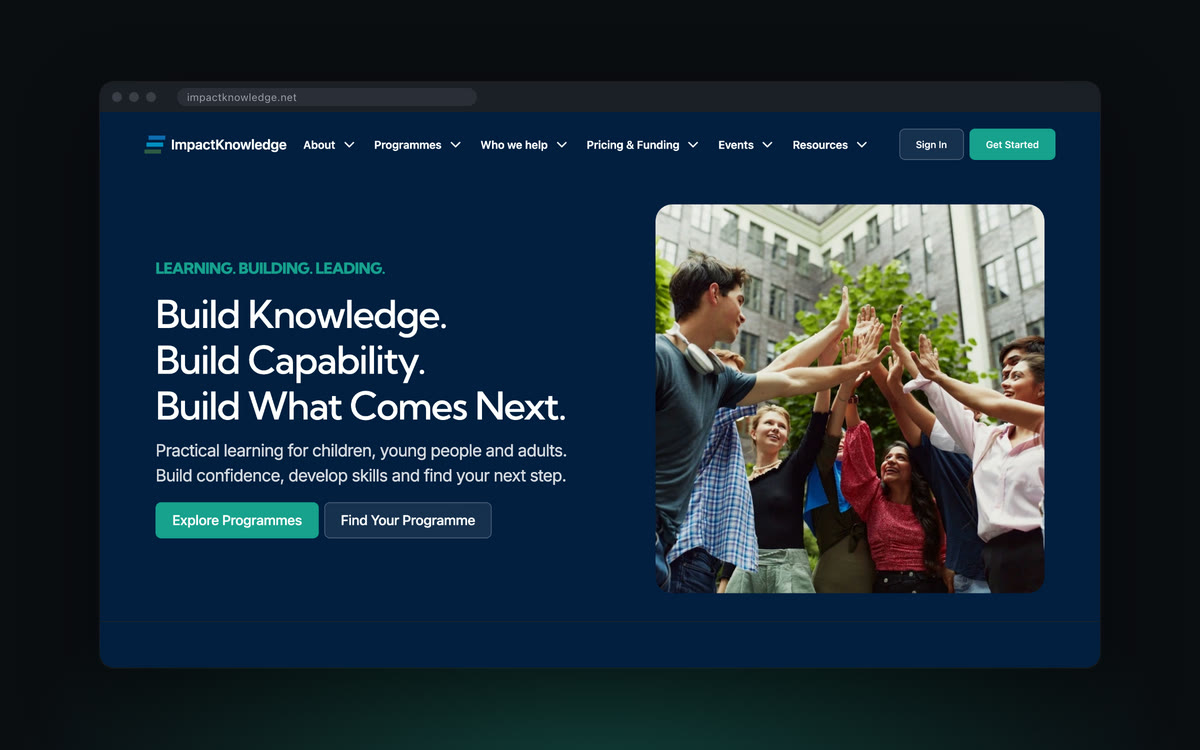 impactknowledge.net
ImpactKnowledge About Programmes Who we help Pricing & Funding Events Resources Sign In Get Started
LEARNING. BUILDING. LEADING.
Build Knowledge.
Build Capability.
Build What Comes Next.
Practical learning for children, young people and adults.
Build confidence, develop skills and find your next step.
Explore Programmes Find Your Programme